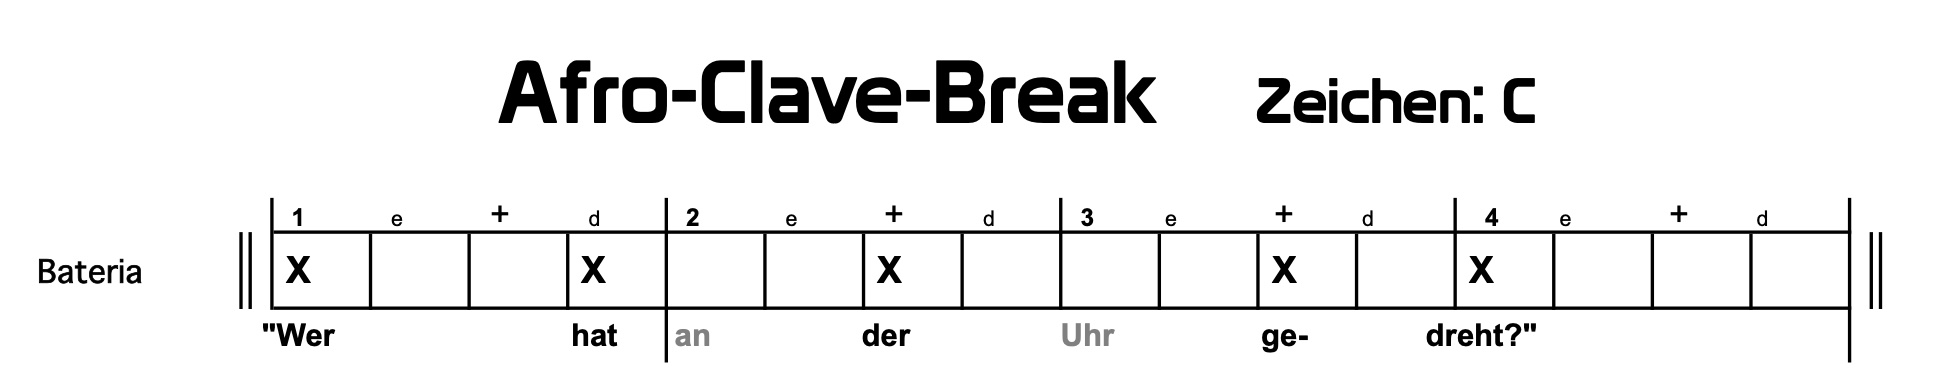 Afro-Clave-Break Zeichen: C
1 e + d 2 e + d 3 e + d 4 e + d
Bateria X X X X X
"Wer hat an der Uhr ge- dreht?"